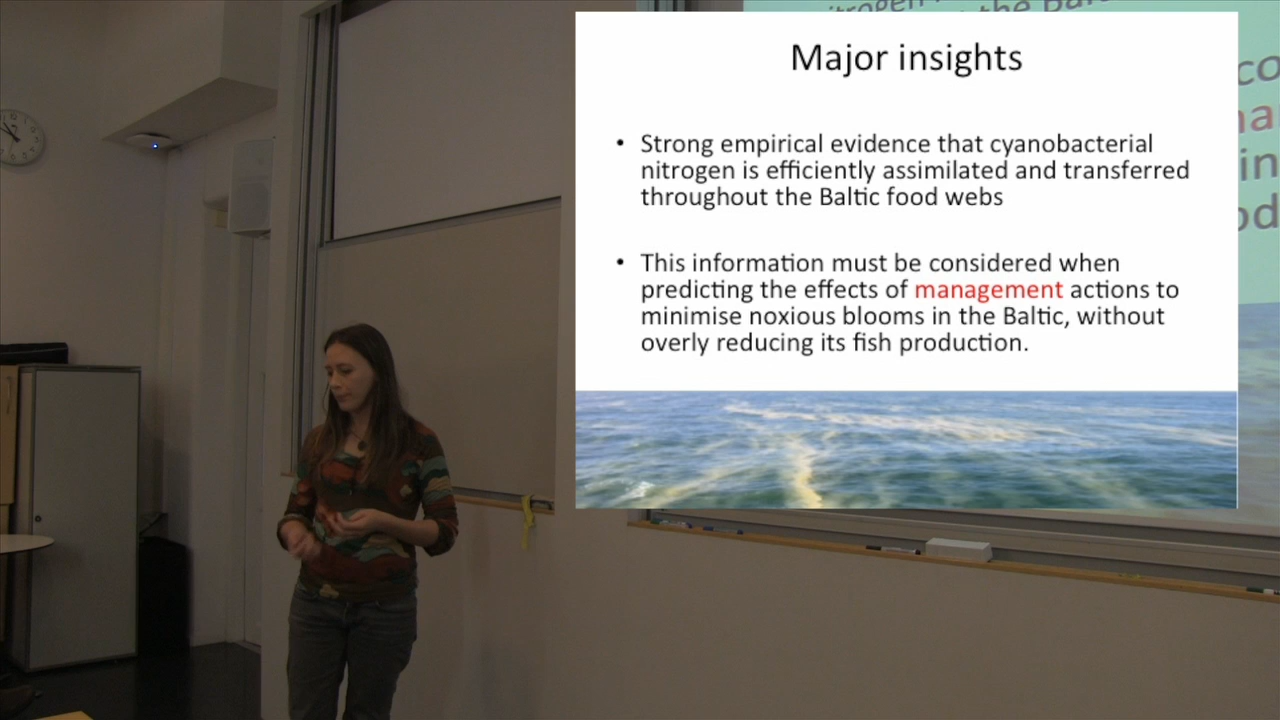 Major insights
• Strong empirical evidence that cyanobacterial
nitrogen is efficiently assimilated and transferred
throughout the Baltic food webs
• This information must be considered when
predicting the effects of management actions to
minimise noxious blooms in the Baltic, without
overly reducing its fish production.